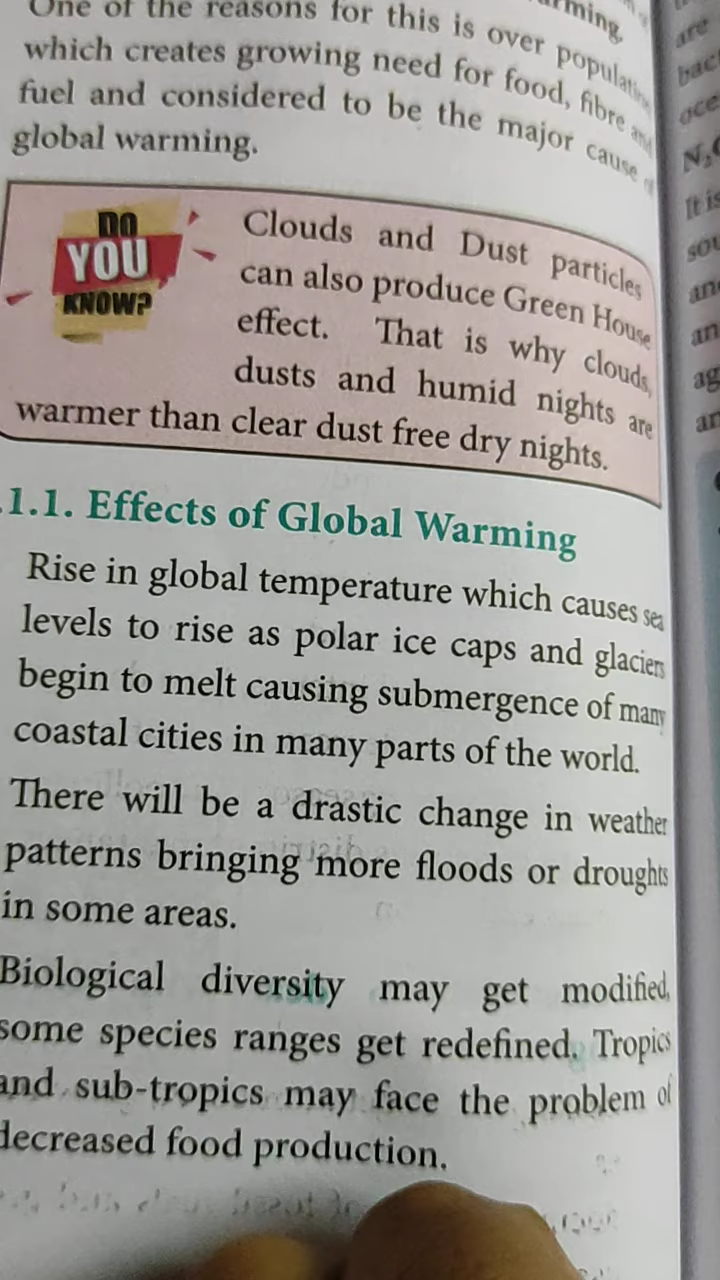 One of the reasons for this is over
which creates growing need for food, fibre and
fuel and considered to be the major cause of
global warming.
DO
YOU
KNOW?
Clouds and Dust particles
can also produce Green House
effect. That is why clouds,
dusts and humid nights are
warmer than clear dust free dry nights.
.1.1. Effects of Global Warming
Rise in global temperature which causes sea
levels to rise as polar ice caps and glaciers
begin to melt causing submergence of many
coastal cities in many parts of the world.
There will be a drastic change in weather
patterns bringing more floods or droughts
in some areas.
Biological diversity may get modified,
some species ranges get redefined. Tropics
and sub-tropics may face the problem of
decreased food production.
are
N₂O
It is